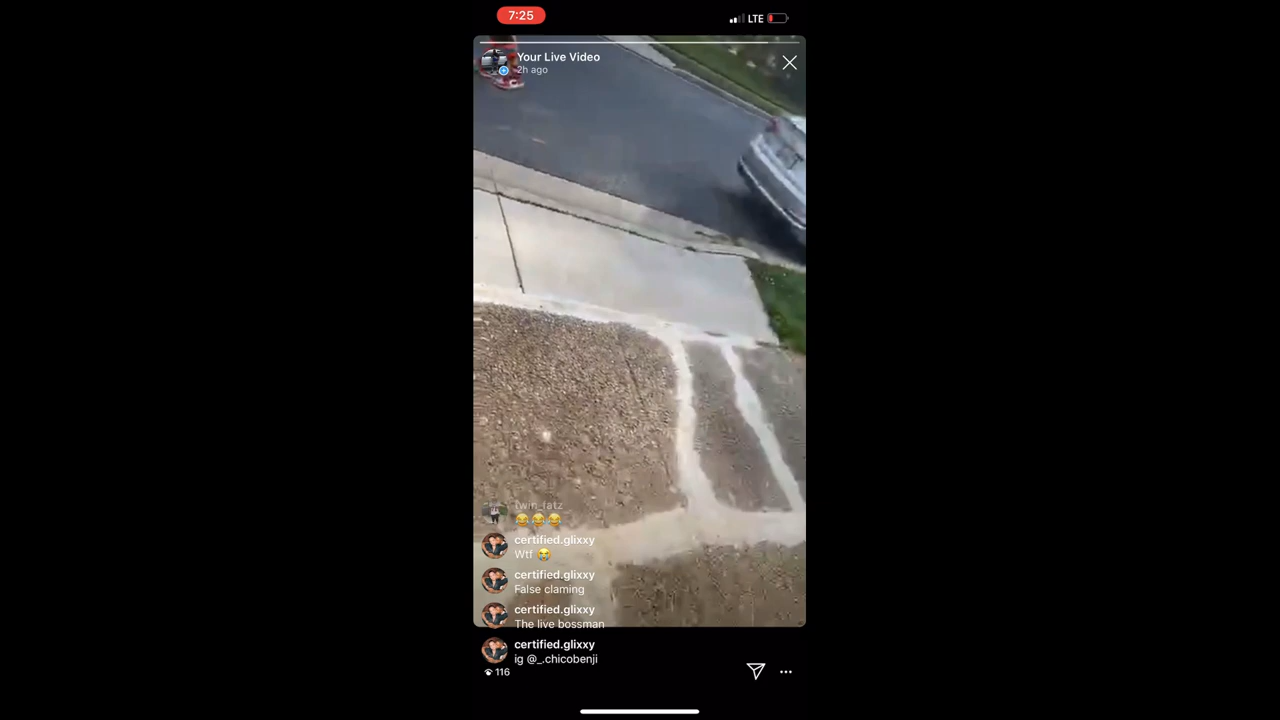 7:25
LTE
Your Live Video
2h ago
twin_fatz
😂😂😂
certified.glixxy
Wtf 😭
certified.glixxy
False claming
certified.glixxy
The live bossman
certified.glixxy
ig @_.chicobenji
116